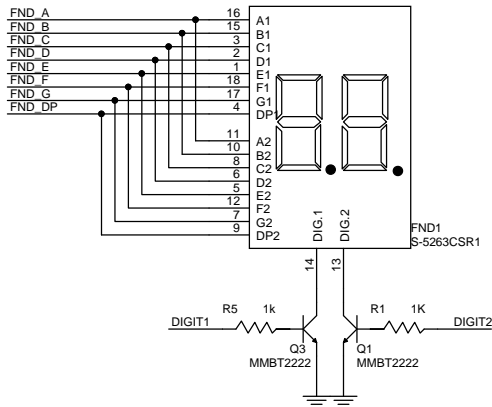 FND_A 16 A1
FND_B 15 B1
FND_C 3 C1
FND_D 2 D1
FND_E 1 E1
FND_F 18 F1
FND_G 17 G1
FND_DP 4 DP1
11 A2
10 B2
8 C2
6 D2
5 E2
12 F2
7 G2
9 DP2
DIG.1
DIG.2
FND1
S-5263CSR1
14
13
R5 1k
R1 1K
DIGIT1
DIGIT2
Q3
Q1
MMBT2222
MMBT2222